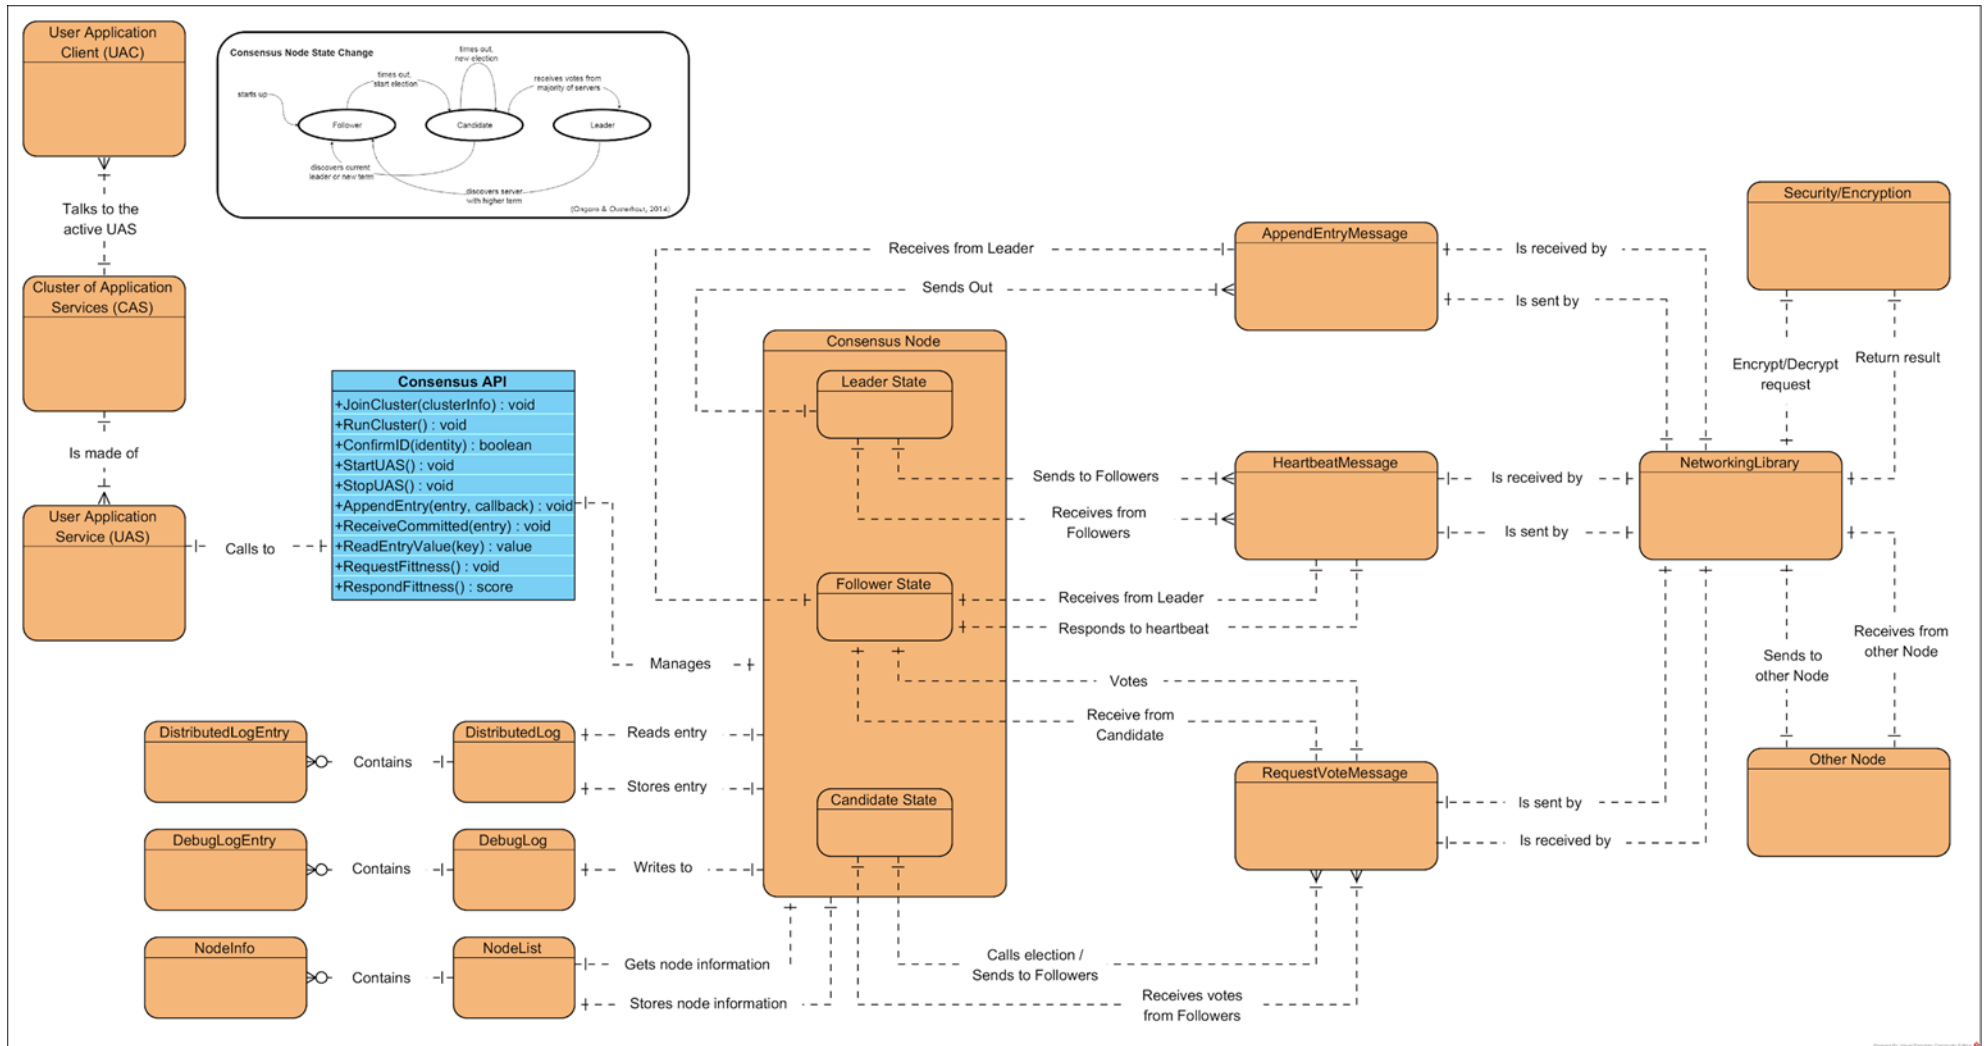 User Application
Client (UAC)
Consensus Node State Change
times out,
new election
times out,
start election
receives votes from
majority of servers
starts up
Follower
Candidate
Leader
discovers current
leader or new term
discovers server
with higher term
(Ongaro & Ousterhout, 2014)
Talks to the
active UAS
Cluster of Application
Services (CAS)
Is made of
User Application
Service (UAS)
Calls to
Consensus API
+JoinCluster(clusterInfo) : void
+RunCluster() : void
+ConfirmID(identity) : boolean
+StartUAS() : void
+StopUAS() : void
+AppendEntry(entry, callback) : void
+ReceiveCommitted(entry) : void
+ReadEntryValue(key) : value
+RequestFittness() : void
+RespondFittness() : score
Manages
Consensus Node
Leader State
Follower State
Candidate State
Receives from Leader
Sends Out
AppendEntryMessage
Is received by
Is sent by
Security/Encryption
Encrypt/Decrypt
request
Return result
Sends to Followers
Receives from
Followers
HeartbeatMessage
Is received by
Is sent by
NetworkingLibrary
Receives from Leader
Responds to heartbeat
Votes
Receive from
Candidate
RequestVoteMessage
Is sent by
Is received by
Sends to
other Node
Receives from
other Node
Other Node
DistributedLogEntry
Contains
DistributedLog
Reads entry
Stores entry
DebugLogEntry
Contains
DebugLog
Writes to
NodeInfo
Contains
NodeList
Gets node information
Stores node information
Calls election /
Sends to Followers
Receives votes
from Followers